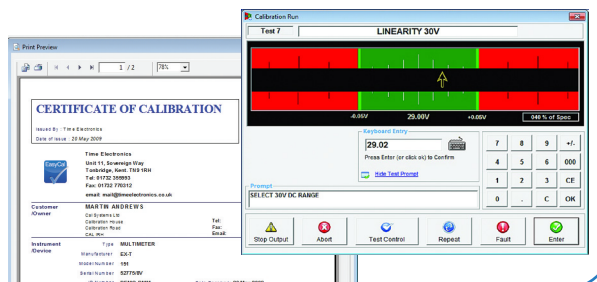 Calibration Run
Test 7
LINEARITY 30V
-0.05V
29.00V
+0.05V
040 % of Spec
Keyboard Entry
29.02
Press Enter (or click ok) to Confirm
Hide Test Prompt
7 8 9 +/-
4 5 6 000
1 2 3 CE
0 . C OK
Prompt
SELECT 30V DC RANGE
Stop Output
Abort
Test Control
Repeat
Fault
Enter
Print Preview
1 / 2
78%
CERTIFICATE OF CALIBRATION
Issued By : Time Electronics
Date of Issue : 20 May 2009
EasyCal
Time Electronics
Unit 11, Sovereign Way
Tonbridge, Kent. TN9 1RH
Tel: 01732 355993
Fax: 01732 770312
email: mail@timeelectronics.co.uk
Customer
/Owner
MARTIN ANDREWS
Cal Systems Ltd
Calibration House
Calibration Road
CAL IRH
Tel:
Fax:
Email
Instrument
/Device
Type MULTIMETER
Manufacturer EX-T
Model Number 151
Serial Number 52775/8V